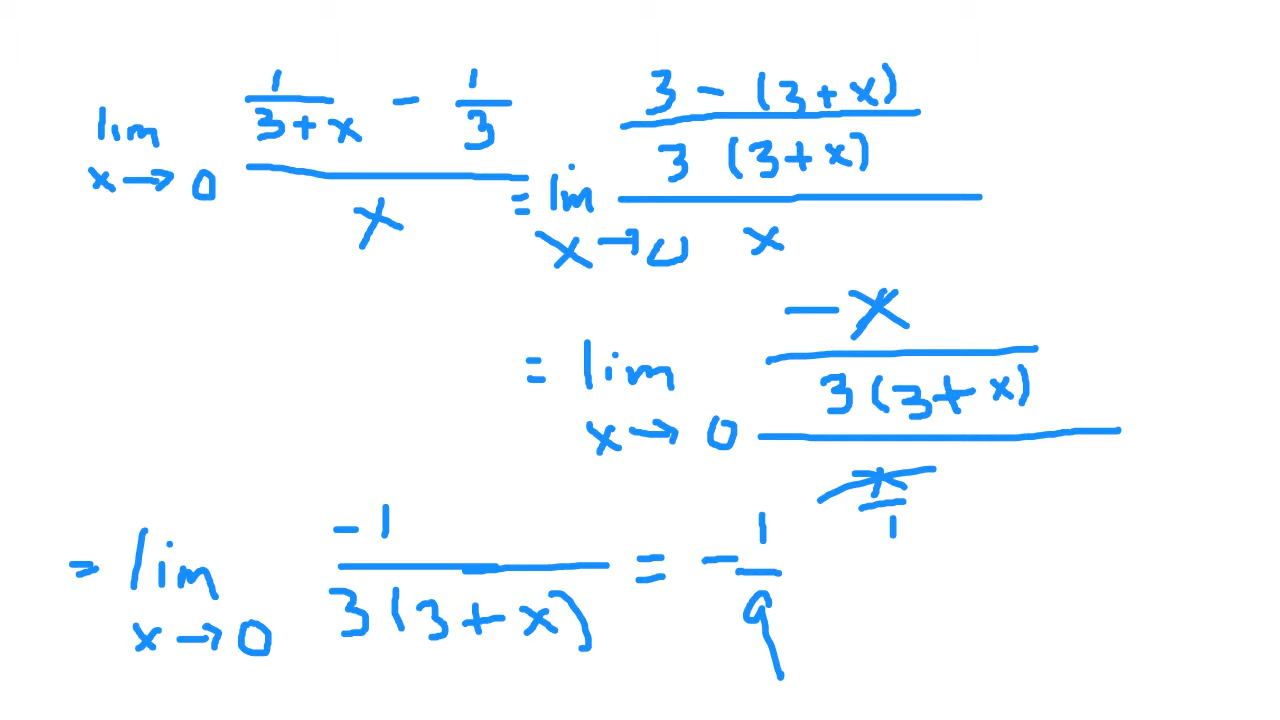 lim x→0 (1/(3+x) - 1/3)/x = lim x→0 ((3-(3+x))/(3(3+x)))/x
= lim x→0 (-x/(3(3+x)))/(x/1)
= lim x→0 -1/(3(3+x)) = -1/9